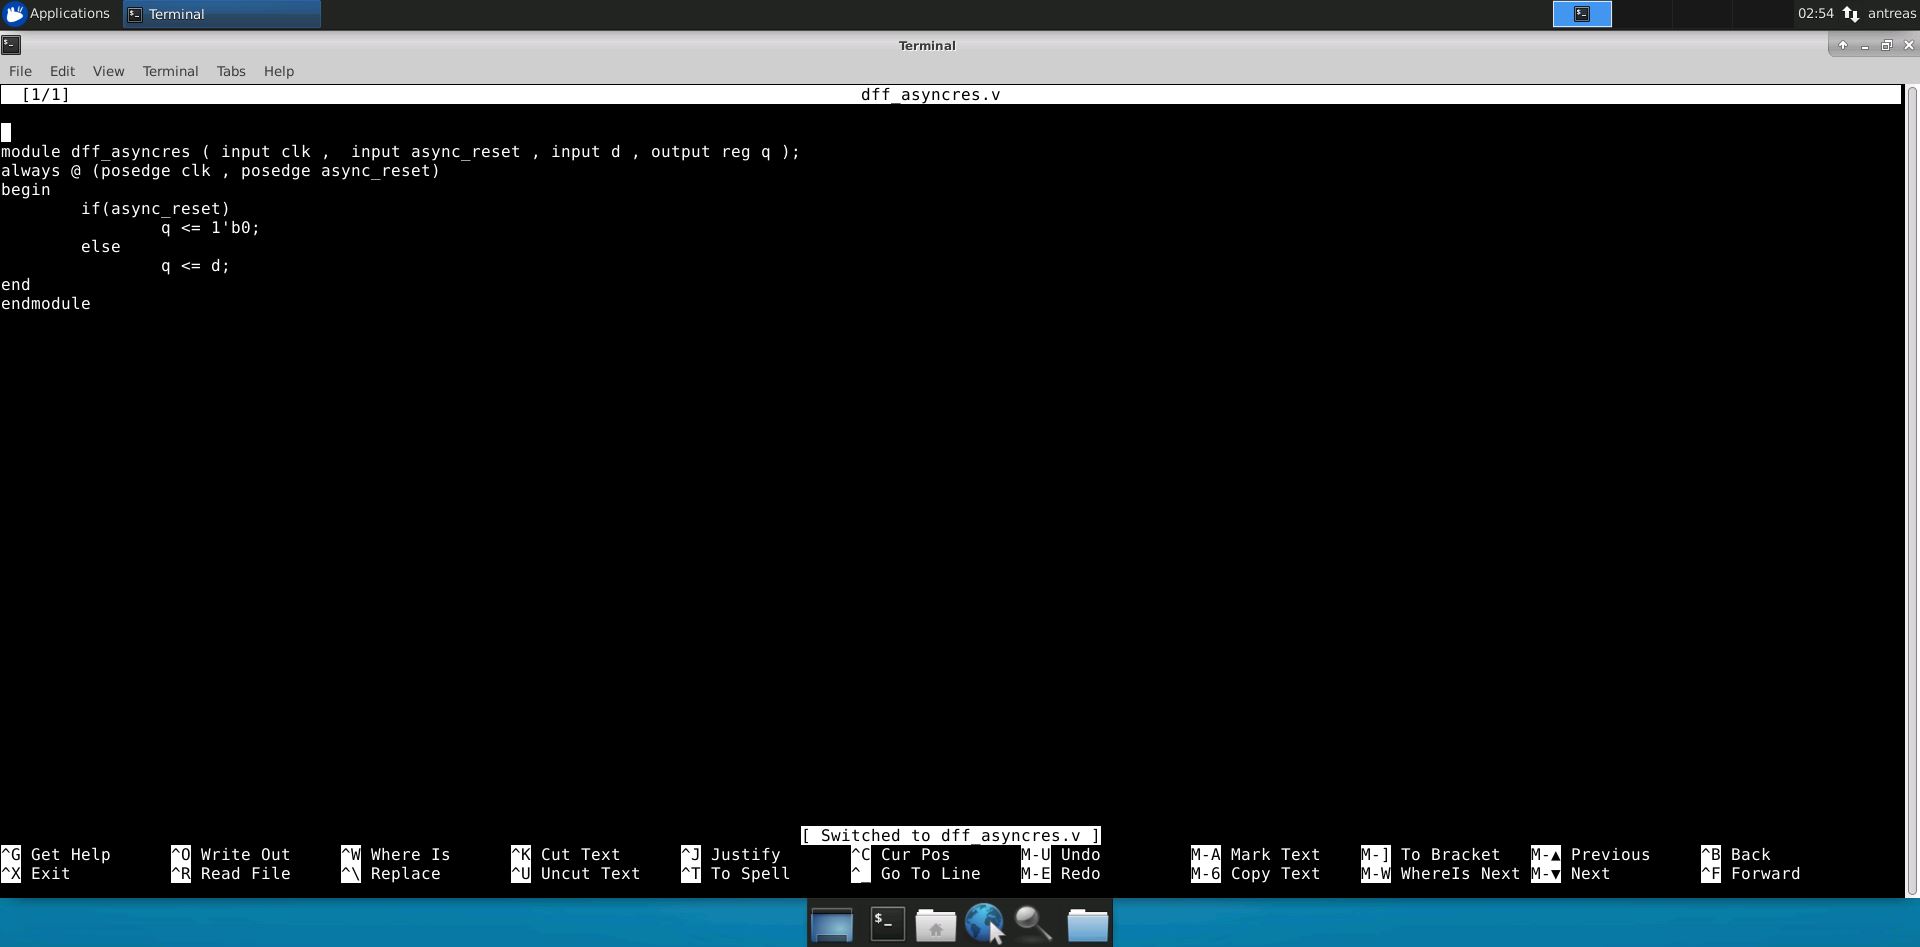 Applications Terminal 02:54 antreas
Terminal
File Edit View Terminal Tabs Help
[1/1] dff_asyncres.v
module dff_asyncres ( input clk ,  input async_reset , input d , output reg q );
always @ (posedge clk , posedge async_reset)
begin
        if(async_reset)
                q <= 1'b0;
        else
                q <= d;
end
endmodule
[ Switched to dff_asyncres.v ]
^G Get Help ^O Write Out ^W Where Is ^K Cut Text ^J Justify ^C Cur Pos M-U Undo M-A Mark Text M-] To Bracket M-▲ Previous ^B Back
^X Exit ^R Read File ^\ Replace ^U Uncut Text ^T To Spell ^_ Go To Line M-E Redo M-6 Copy Text M-W WhereIs Next M-▼ Next ^F Forward